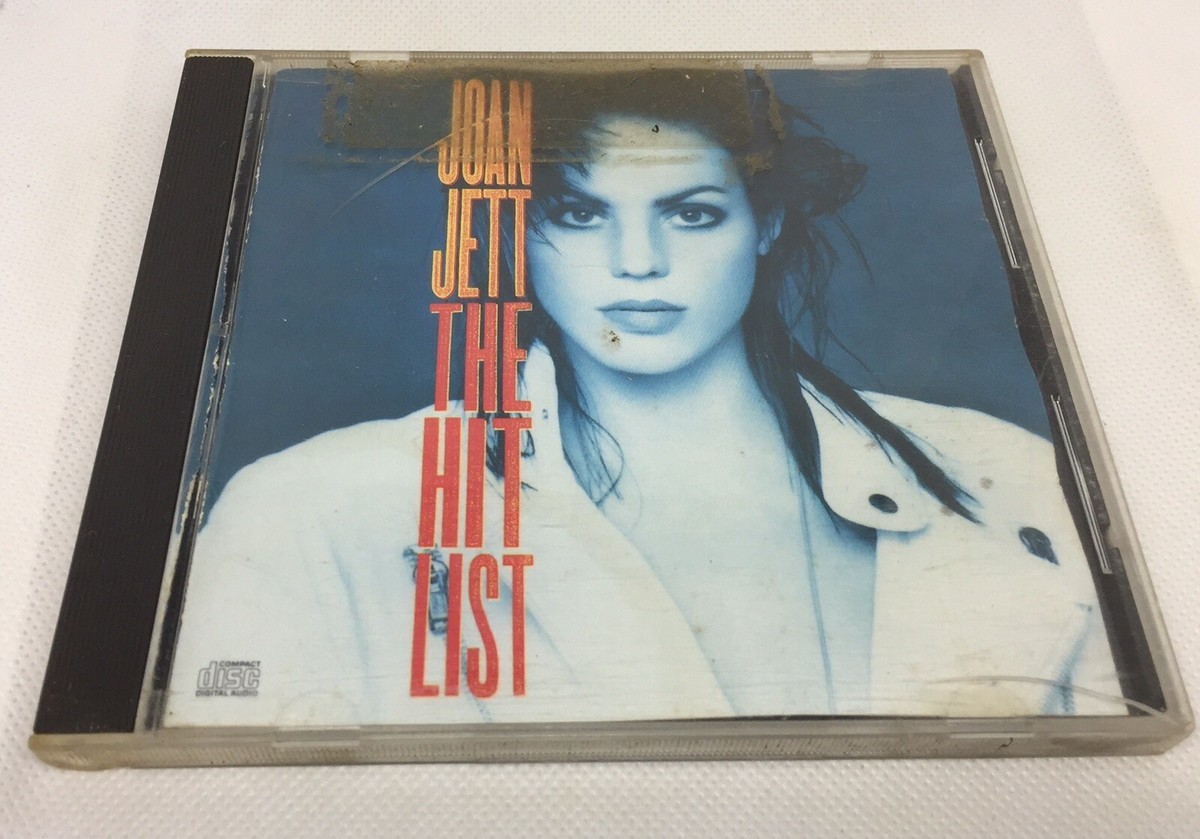 JOAN
JETT
THE
HIT
LIST
COMPACT
disc
DIGITAL AUDIO